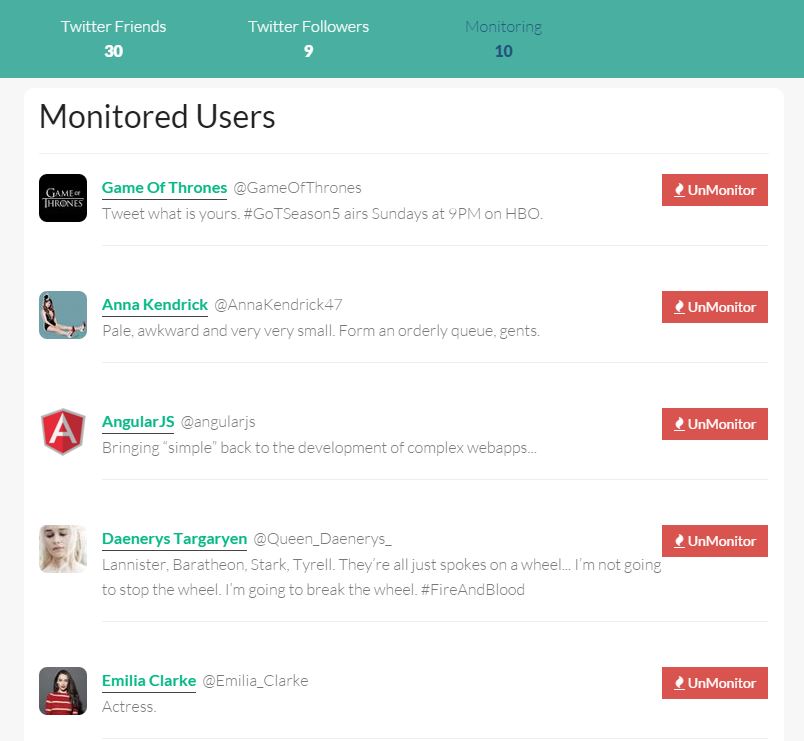 Twitter Friends
30
Twitter Followers
9
Monitoring
10
Monitored Users
GAME OF
THRONES
Game Of Thrones @GameOfThrones
UnMonitor
Tweet what is yours. #GoTSeason5 airs Sundays at 9PM on HBO.
Anna Kendrick @AnnaKendrick47
UnMonitor
Pale, awkward and very very small. Form an orderly queue, gents.
A
AngularJS @angularjs
UnMonitor
Bringing “simple” back to the development of complex webapps...
Daenerys Targaryen @Queen_Daenerys_
UnMonitor
Lannister, Baratheon, Stark, Tyrell. They’re all just spokes on a wheel... I’m not going
to stop the wheel. I’m going to break the wheel. #FireAndBlood
Emilia Clarke @Emilia_Clarke
UnMonitor
Actress.